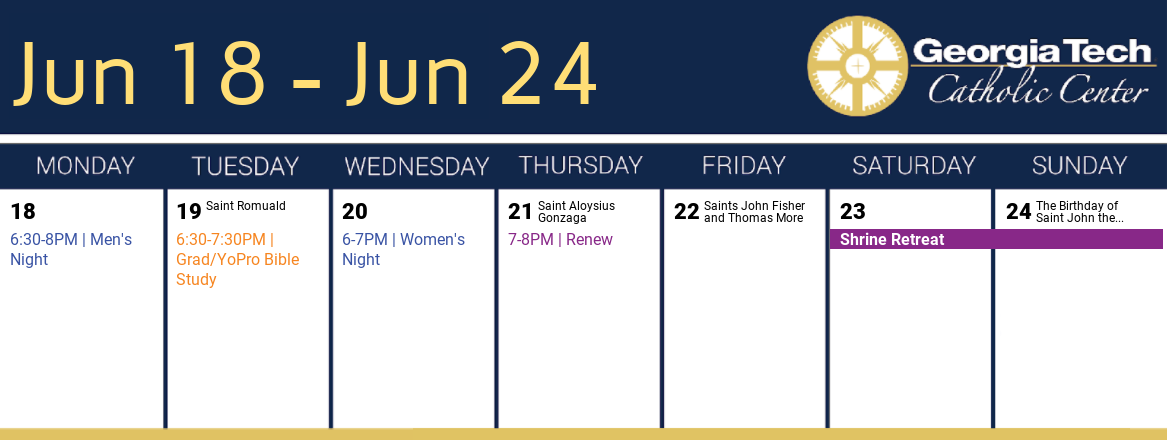 Jun 18 - Jun 24
Georgia Tech
Catholic Center
MONDAY
TUESDAY
WEDNESDAY
THURSDAY
FRIDAY
SATURDAY
SUNDAY
18
6:30-8PM | Men's
Night
19 Saint Romuald
6:30-7:30PM |
Grad/YoPro Bible
Study
20
6-7PM | Women's
Night
21 Saint Aloysius
Gonzaga
7-8PM | Renew
22 Saints John Fisher
and Thomas More
23
24 The Birthday of
Saint John the...
Shrine Retreat